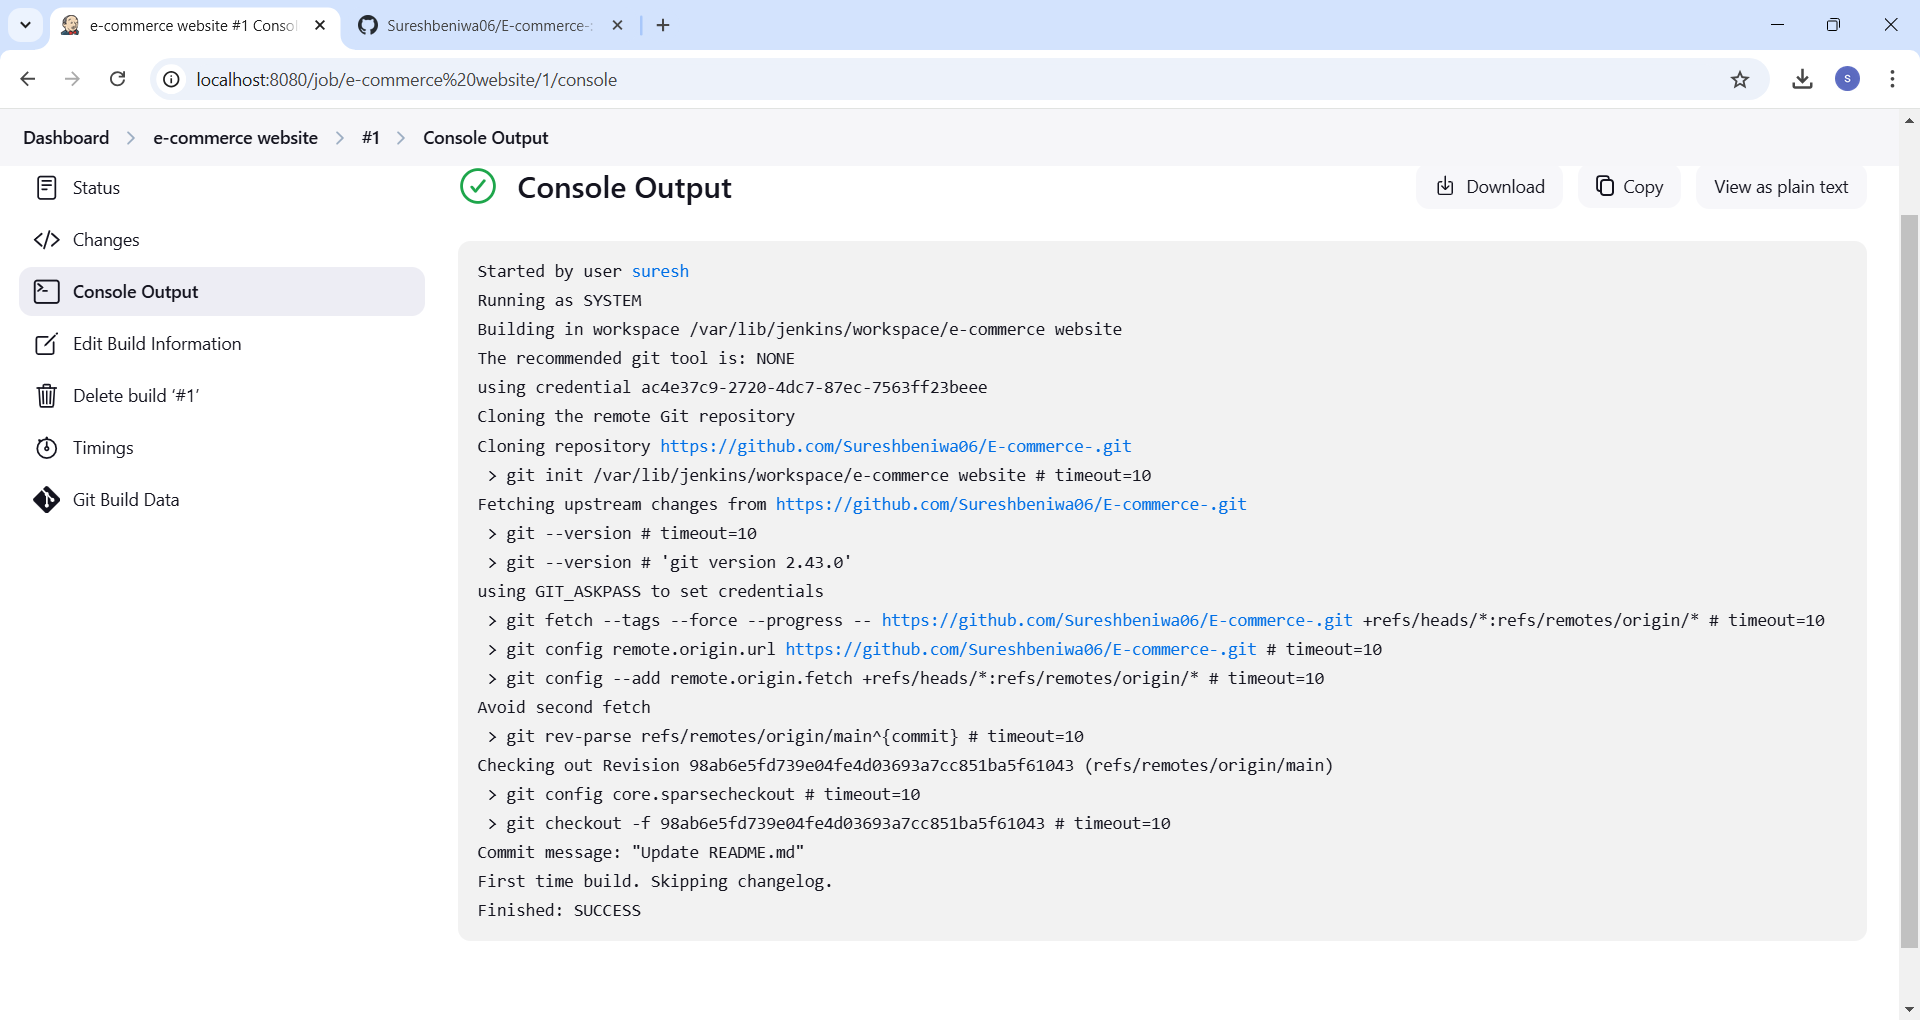 e-commerce website #1 Consol
Sureshbeniwa06/E-commerce-:
localhost:8080/job/e-commerce%20website/1/console
S
Dashboard > e-commerce website > #1 > Console Output
Status
Changes
Console Output
Edit Build Information
Delete build ‘#1’
Timings
Git Build Data
Console Output
Download
Copy
View as plain text
Started by user suresh
Running as SYSTEM
Building in workspace /var/lib/jenkins/workspace/e-commerce website
The recommended git tool is: NONE
using credential ac4e37c9-2720-4dc7-87ec-7563ff23beee
Cloning the remote Git repository
Cloning repository https://github.com/Sureshbeniwa06/E-commerce-.git
> git init /var/lib/jenkins/workspace/e-commerce website # timeout=10
Fetching upstream changes from https://github.com/Sureshbeniwa06/E-commerce-.git
> git --version # timeout=10
> git --version # 'git version 2.43.0'
using GIT_ASKPASS to set credentials
> git fetch --tags --force --progress -- https://github.com/Sureshbeniwa06/E-commerce-.git +refs/heads/*:refs/remotes/origin/* # timeout=10
> git config remote.origin.url https://github.com/Sureshbeniwa06/E-commerce-.git # timeout=10
> git config --add remote.origin.fetch +refs/heads/*:refs/remotes/origin/* # timeout=10
Avoid second fetch
> git rev-parse refs/remotes/origin/main^{commit} # timeout=10
Checking out Revision 98ab6e5fd739e04fe4d03693a7cc851ba5f61043 (refs/remotes/origin/main)
> git config core.sparsecheckout # timeout=10
> git checkout -f 98ab6e5fd739e04fe4d03693a7cc851ba5f61043 # timeout=10
Commit message: "Update README.md"
First time build. Skipping changelog.
Finished: SUCCESS